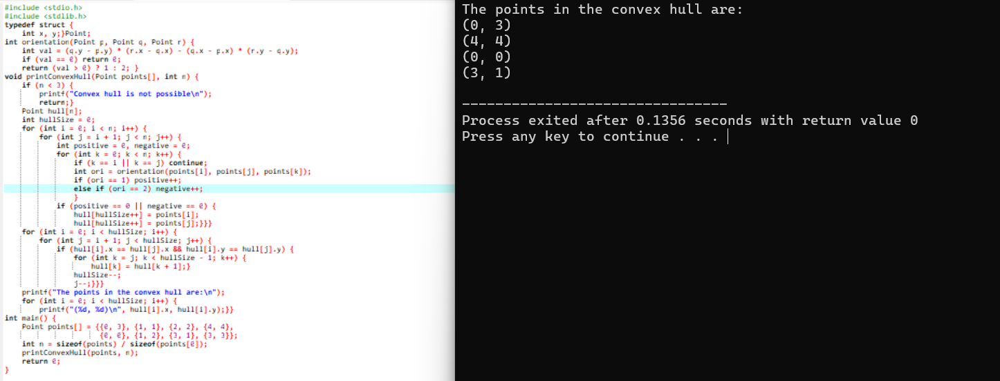 #include <stdio.h>
#include <stdlib.h>
typedef struct {
    int x, y;}Point;
int orientation(Point p, Point q, Point r) {
    int val = (q.y - p.y) * (r.x - q.x) - (q.x - p.x) * (r.y - q.y);
    if (val == 0) return 0;
    return (val > 0) ? 1 : 2; }
void printConvexHull(Point points[], int n) {
    if (n < 3) {
        printf("Convex hull is not possible\n");
        return;}
    Point hull[n];
    int hullSize = 0;
    for (int i = 0; i < n; i++) {
        for (int j = i + 1; j < n; j++) {
            int positive = 0, negative = 0;
            for (int k = 0; k < n; k++) {
                if (k == i || k == j) continue;
                int ori = orientation(points[i], points[j], points[k]);
                if (ori == 1) positive++;
                else if (ori == 2) negative++;
                }
            if (positive == 0 || negative == 0) {
                hull[hullSize++] = points[i];
                hull[hullSize++] = points[j];}}}
    for (int i = 0; i < hullSize; i++) {
        for (int j = i + 1; j < hullSize; j++) {
            if (hull[i].x == hull[j].x && hull[i].y == hull[j].y) {
                for (int k = j; k < hullSize - 1; k++) {
                    hull[k] = hull[k + 1];}
                hullSize--;
                j--;}}}
    printf("The points in the convex hull are:\n");
    for (int i = 0; i < hullSize; i++) {
        printf("(%d, %d)\n", hull[i].x, hull[i].y);}}
int main() {
    Point points[] = {{0, 3}, {1, 1}, {2, 2}, {4, 4},
                      {0, 0}, {1, 2}, {3, 1}, {3, 3}};
    int n = sizeof(points) / sizeof(points[0]);
    printConvexHull(points, n);
    return 0;
}
The points in the convex hull are:
(0, 3)
(4, 4)
(0, 0)
(3, 1)
--------------------------------
Process exited after 0.1356 seconds with return value 0
Press any key to continue . . .